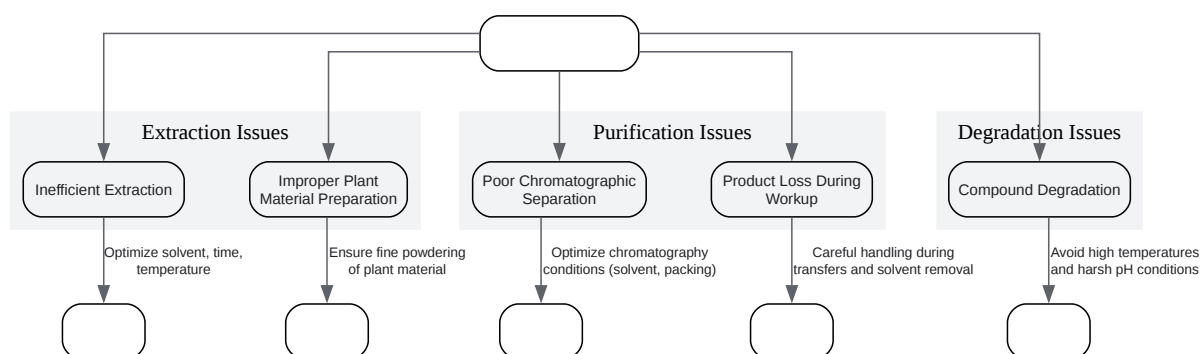 Extraction Issues
Purification Issues
Degradation Issues
Inefficient Extraction
Improper Plant
Material Preparation
Poor Chromatographic
Separation
Product Loss During
Workup
Compound Degradation
Optimize solvent, time,
temperature
Ensure fine powdering
of plant material
Optimize chromatography
conditions (solvent, packing)
Careful handling during
transfers and solvent removal
Avoid high temperatures
and harsh pH conditions